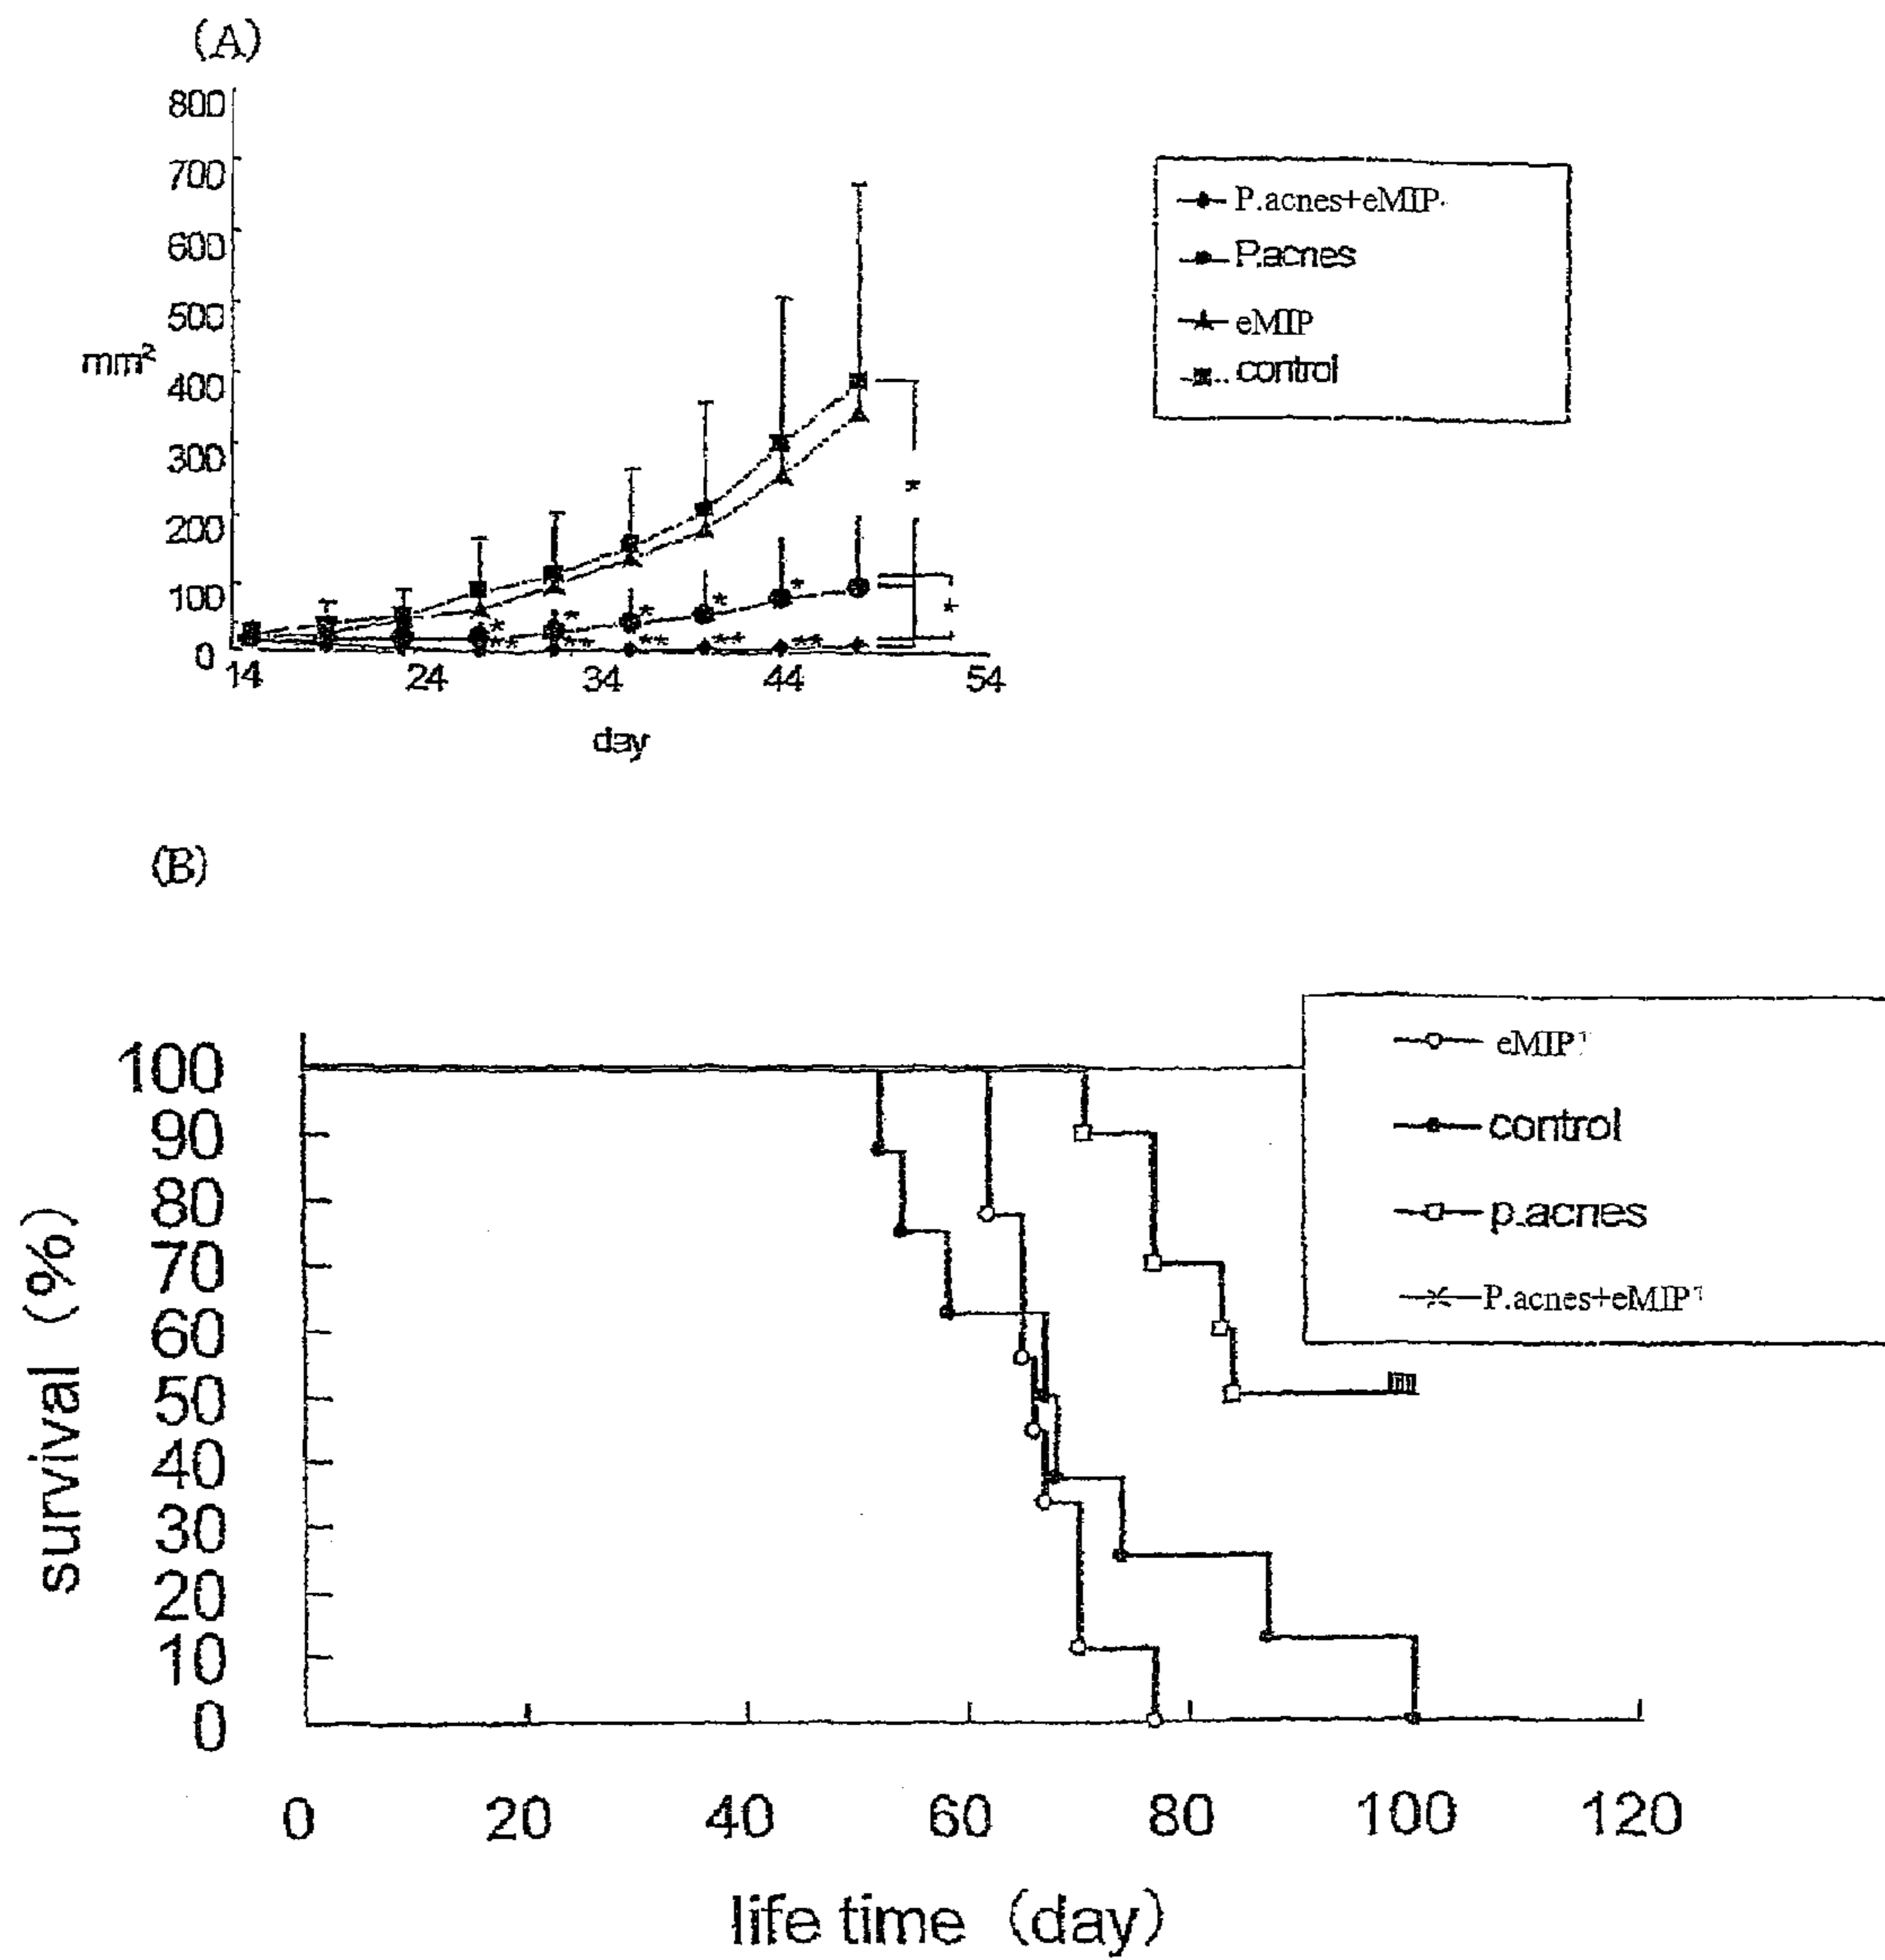 (A)
800
700
600
500
400
300
200
100
0
mm²
14 24 34 44 54
day
P.acnes+eMIP
P.acnes
eMIP
control
*
*
* * * * *
** ** ** ** **
(B)
100
90
80
70
60
50
40
30
20
10
0
survival (%)
0 20 40 60 80 100 120
life time (day)
eMIP
control
p.acnes
P.acnes+eMIP